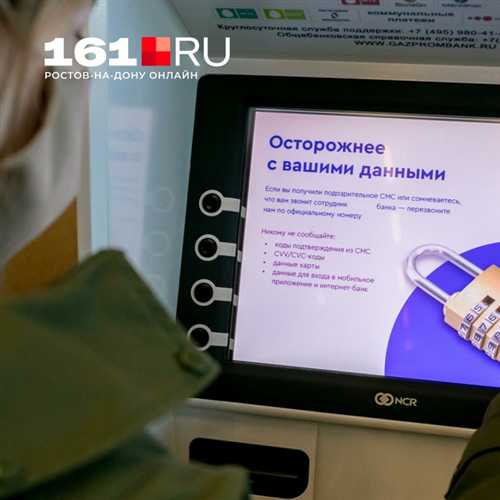 коммунальные
платежи
Круглосуточная служба поддержки: +7 (495) 980-41-
Общебанковская справочная служба: +7(
WWW.GAZPROMBANK.RU
161.RU
РОСТОВ-НА-ДОНУ ОНЛАЙН
Осторожнее
с вашими данными
Если вы получили подозрительное СМС или сомневаетесь,
что вам звонит сотрудник банка — перезвоните
нам по официальному номеру
Никому не сообщайте:
• коды подтверждения из СМС
• CVV/CVC-коды
• данные карты
• данные для входа в мобильное
приложение и интернет-банк
NCR